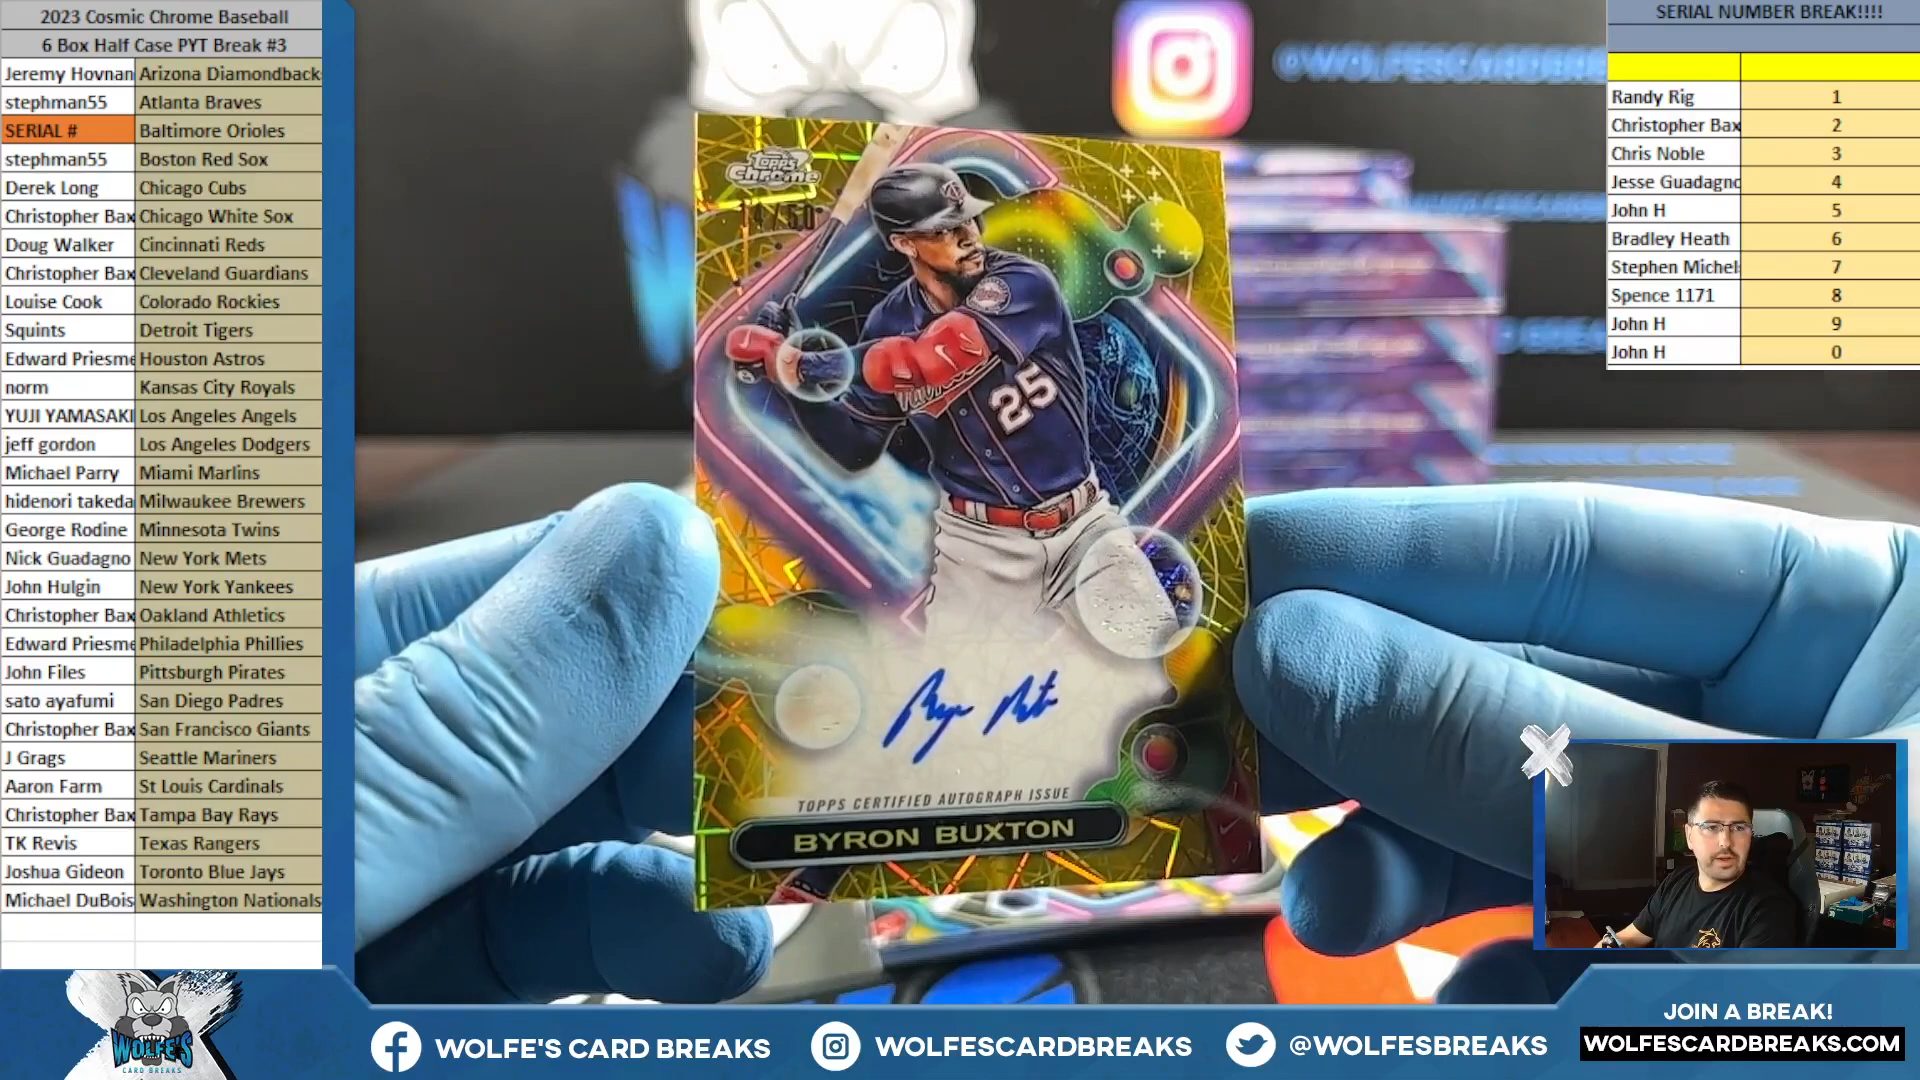 2023 Cosmic Chrome Baseball
6 Box Half Case PYT Break #3
Jeremy Hovnan Arizona Diamondback
stephman55 Atlanta Braves
SERIAL # Baltimore Orioles
stephman55 Boston Red Sox
Derek Long Chicago Cubs
Christopher Bax Chicago White Sox
Doug Walker Cincinnati Reds
Christopher Bax Cleveland Guardians
Louise Cook Colorado Rockies
Squints Detroit Tigers
Edward Priesme Houston Astros
norm Kansas City Royals
YUJI YAMASAKI Los Angeles Angels
jeff gordon Los Angeles Dodgers
Michael Parry Miami Marlins
hidenori takeda Milwaukee Brewers
George Rodine Minnesota Twins
Nick Guadagno New York Mets
John Hulgin New York Yankees
Christopher Bax Oakland Athletics
Edward Priesme Philadelphia Phillies
John Files Pittsburgh Pirates
sato ayafumi San Diego Padres
Christopher Bax San Francisco Giants
J Grags Seattle Mariners
Aaron Farm St Louis Cardinals
Christopher Bax Tampa Bay Rays
TK Revis Texas Rangers
Joshua Gideon Toronto Blue Jays
Michael DuBois Washington Nationals
@WOLFESCARDBRE
Topps
Chrome
14/50
25
TOPPS CERTIFIED AUTOGRAPH ISSUE
BYRON BUXTON
SERIAL NUMBER BREAK!!!!
Randy Rig 1
Christopher Bax 2
Chris Noble 3
Jesse Guadagno 4
John H 5
Bradley Heath 6
Stephen Michel 7
Spence 1171 8
John H 9
John H 0
WOLFE'S
CARD BREAKS
WOLFE'S CARD BREAKS
WOLFESCARDBREAKS
@WOLFESBREAKS
JOIN A BREAK!
WOLFESCARDBREAKS.COM